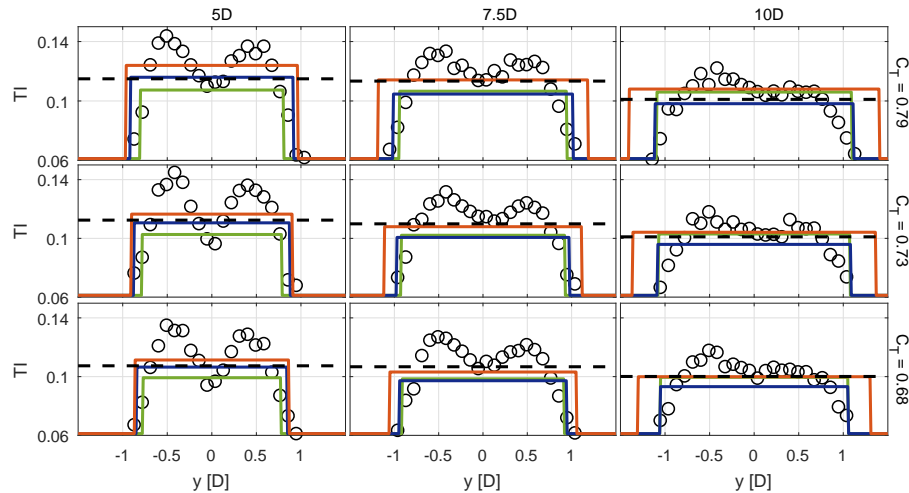 5D 7.5D 10D
0.14
TI
0.1
0.06
C_T = 0.79
0.14
TI
0.1
0.06
C_T = 0.73
0.14
TI
0.1
0.06
C_T = 0.68
-1 -0.5 0 0.5 1 -1 -0.5 0 0.5 1 -1 -0.5 0 0.5 1
y [D] y [D] y [D]